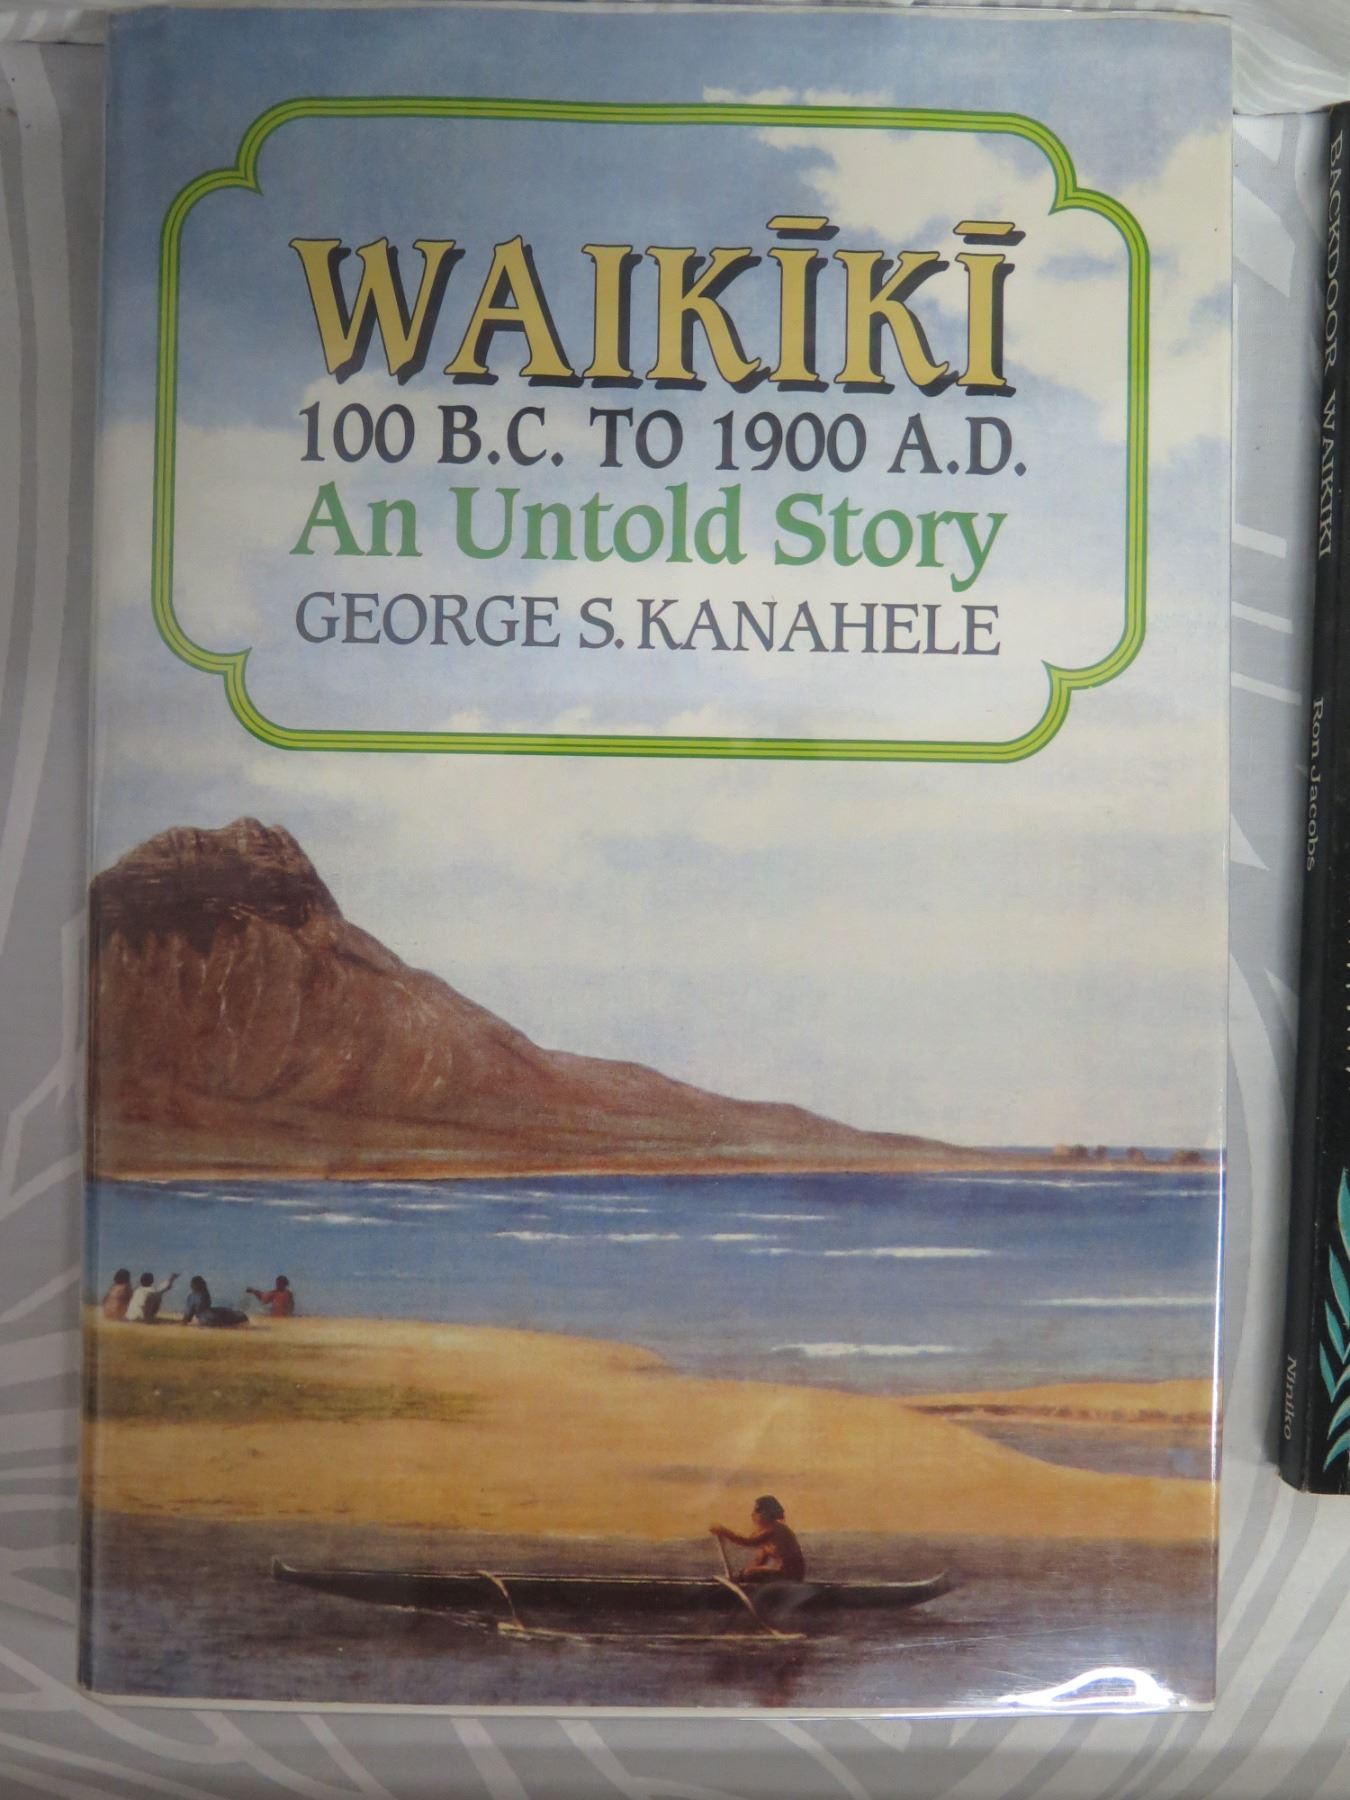 WAIKĪKĪ
100 B.C. TO 1900 A.D.
An Untold Story
GEORGE S. KANAHELE
BACKDOOR WAIKIKI
Ron Jacobs
Niniko